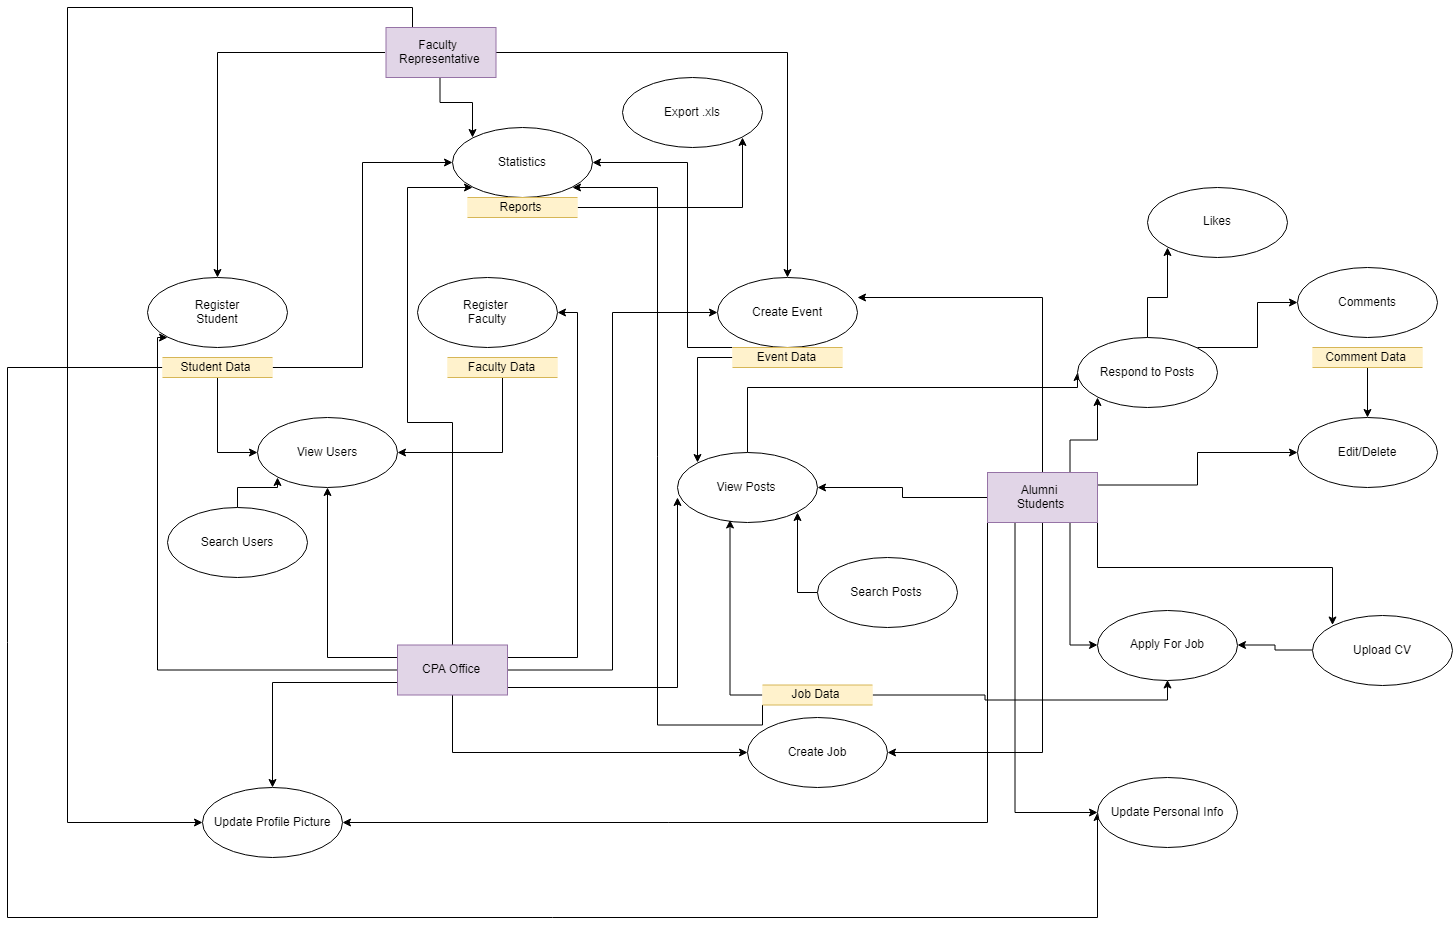 Faculty
Representative
Export .xls
Statistics
Reports
Likes
Register
Student
Register
Faculty
Create Event
Comments
Student Data
Faculty Data
Event Data
Comment Data
Respond to Posts
View Users
Edit/Delete
View Posts
Alumni
Students
Search Users
Search Posts
Apply For Job
Upload CV
CPA Office
Job Data
Create Job
Update Profile Picture
Update Personal Info